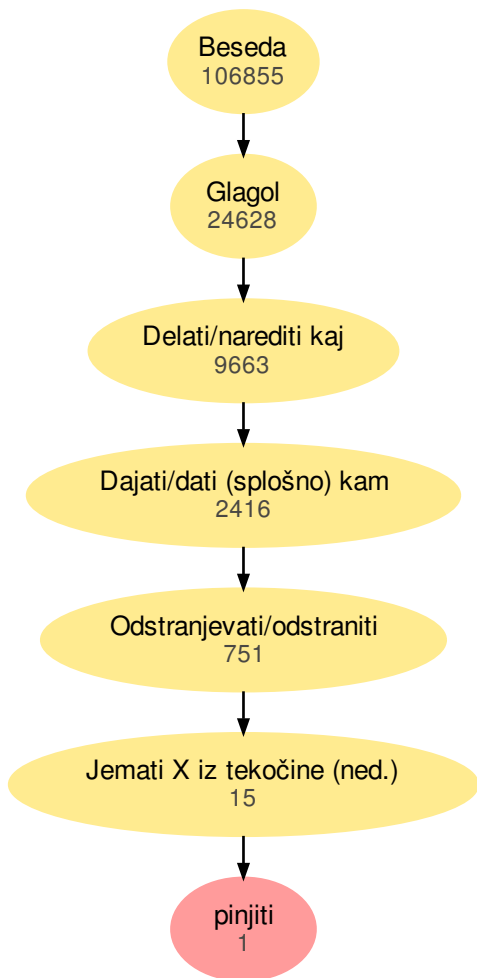 Beseda
106855
Glagol
24628
Delati/narediti kaj
9663
Dajati/dati (splošno) kam
2416
Odstranjevati/odstraniti
751
Jemati X iz tekočine (ned.)
15
pinjiti
1